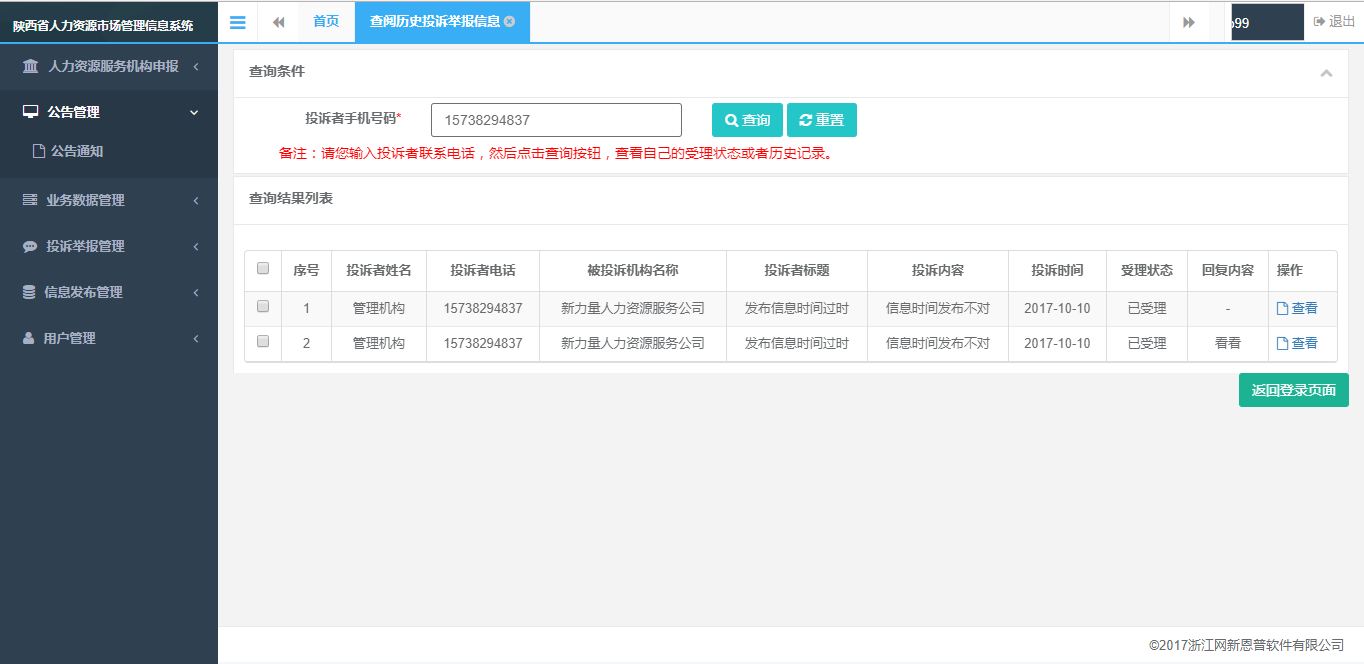 陕西省人力资源市场管理信息系统
首页
查阅历史投诉举报信息
99
退出
人力资源服务机构申报
公告管理
公告通知
业务数据管理
投诉举报管理
信息发布管理
用户管理
查询条件
投诉者手机号码* 15738294837 查询 重置
备注：请您输入投诉者联系电话，然后点击查询按钮，查看自己的受理状态或者历史记录。
查询结果列表
序号 投诉者姓名 投诉者电话 被投诉机构名称 投诉者标题 投诉内容 投诉时间 受理状态 回复内容 操作
1 管理机构 15738294837 新力量人力资源服务公司 发布信息时间过时 信息时间发布不对 2017-10-10 已受理 - 查看
2 管理机构 15738294837 新力量人力资源服务公司 发布信息时间过时 信息时间发布不对 2017-10-10 已受理 看看 查看
返回登录页面
©2017浙江网新恩普软件有限公司